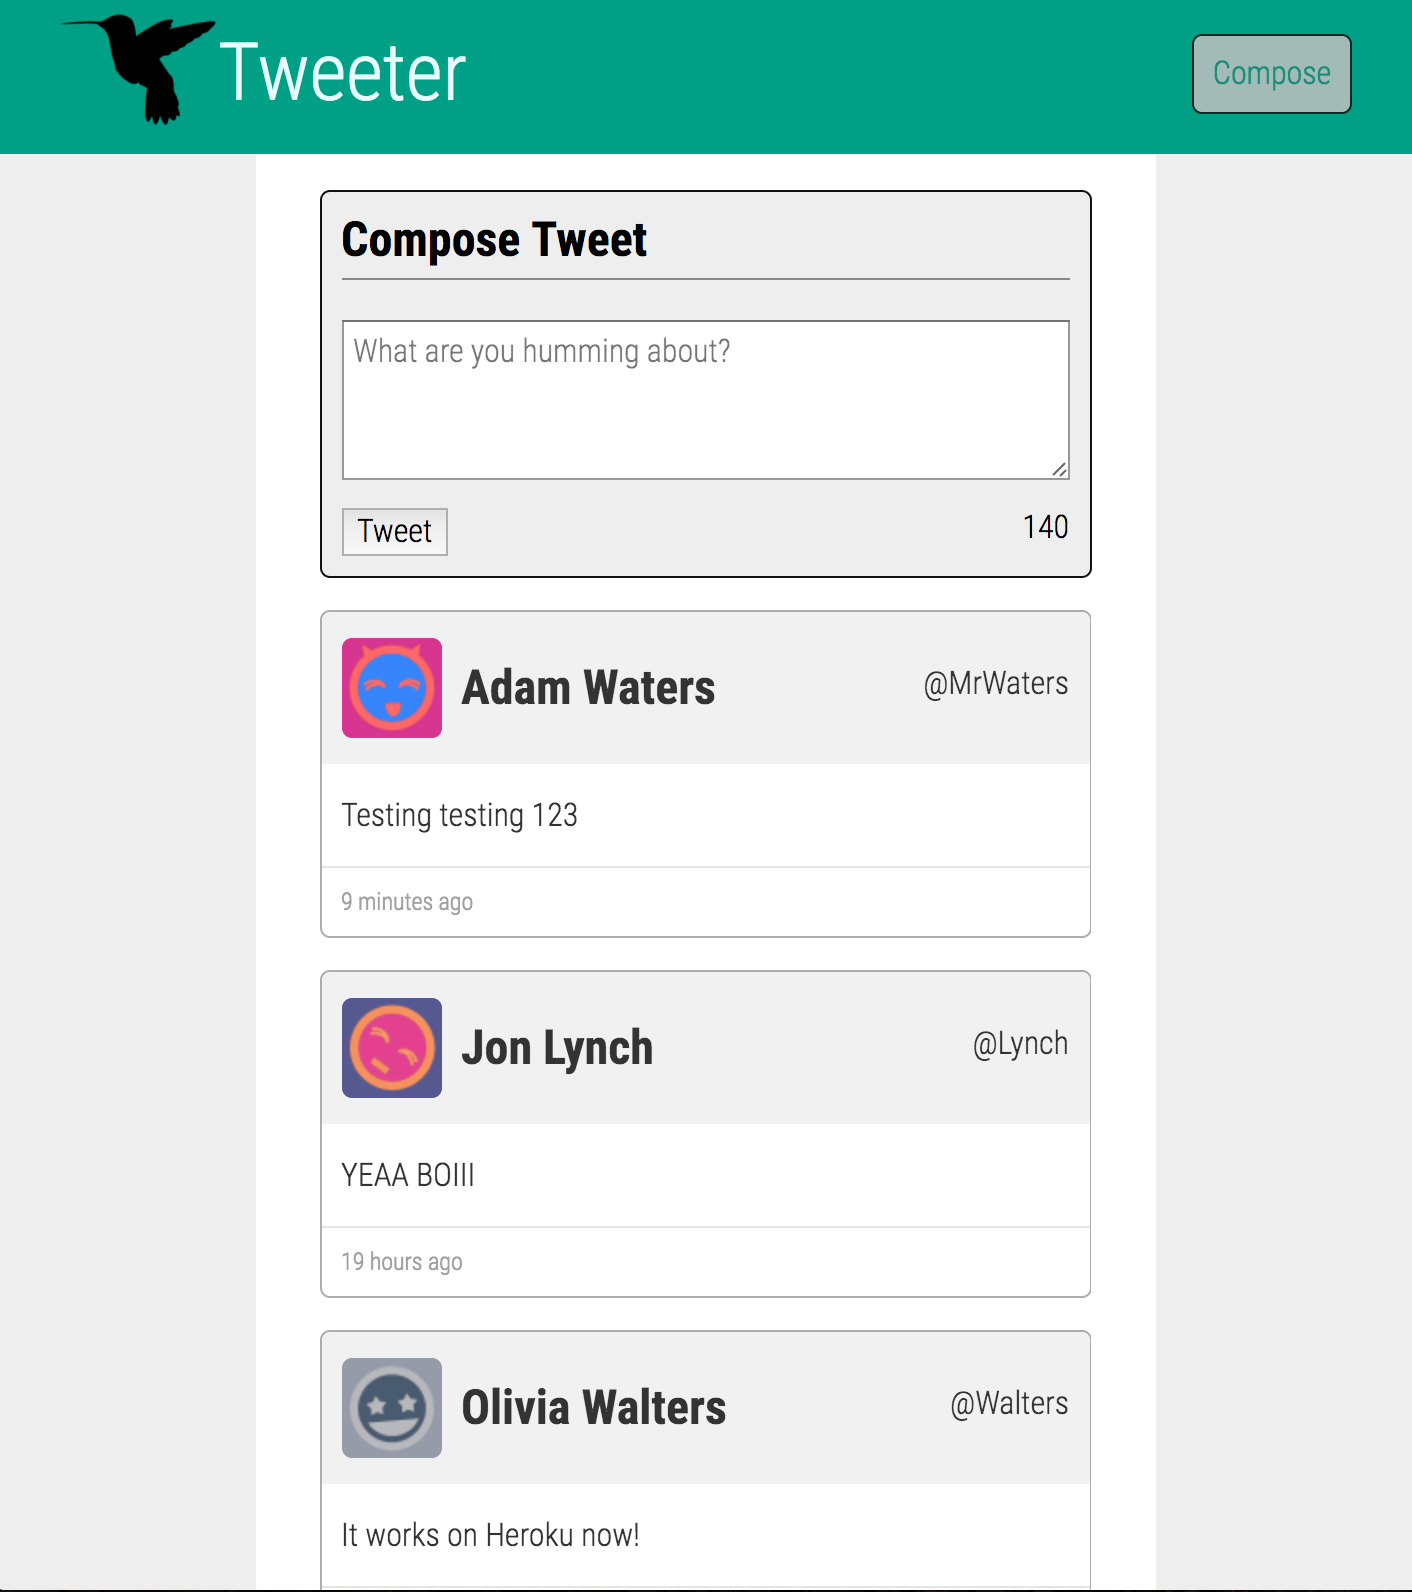 Tweeter
Compose
Compose Tweet
What are you humming about?
Tweet
140
Adam Waters
@MrWaters
Testing testing 123
9 minutes ago
Jon Lynch
@Lynch
YEAA BOIII
19 hours ago
Olivia Walters
@Walters
It works on Heroku now!